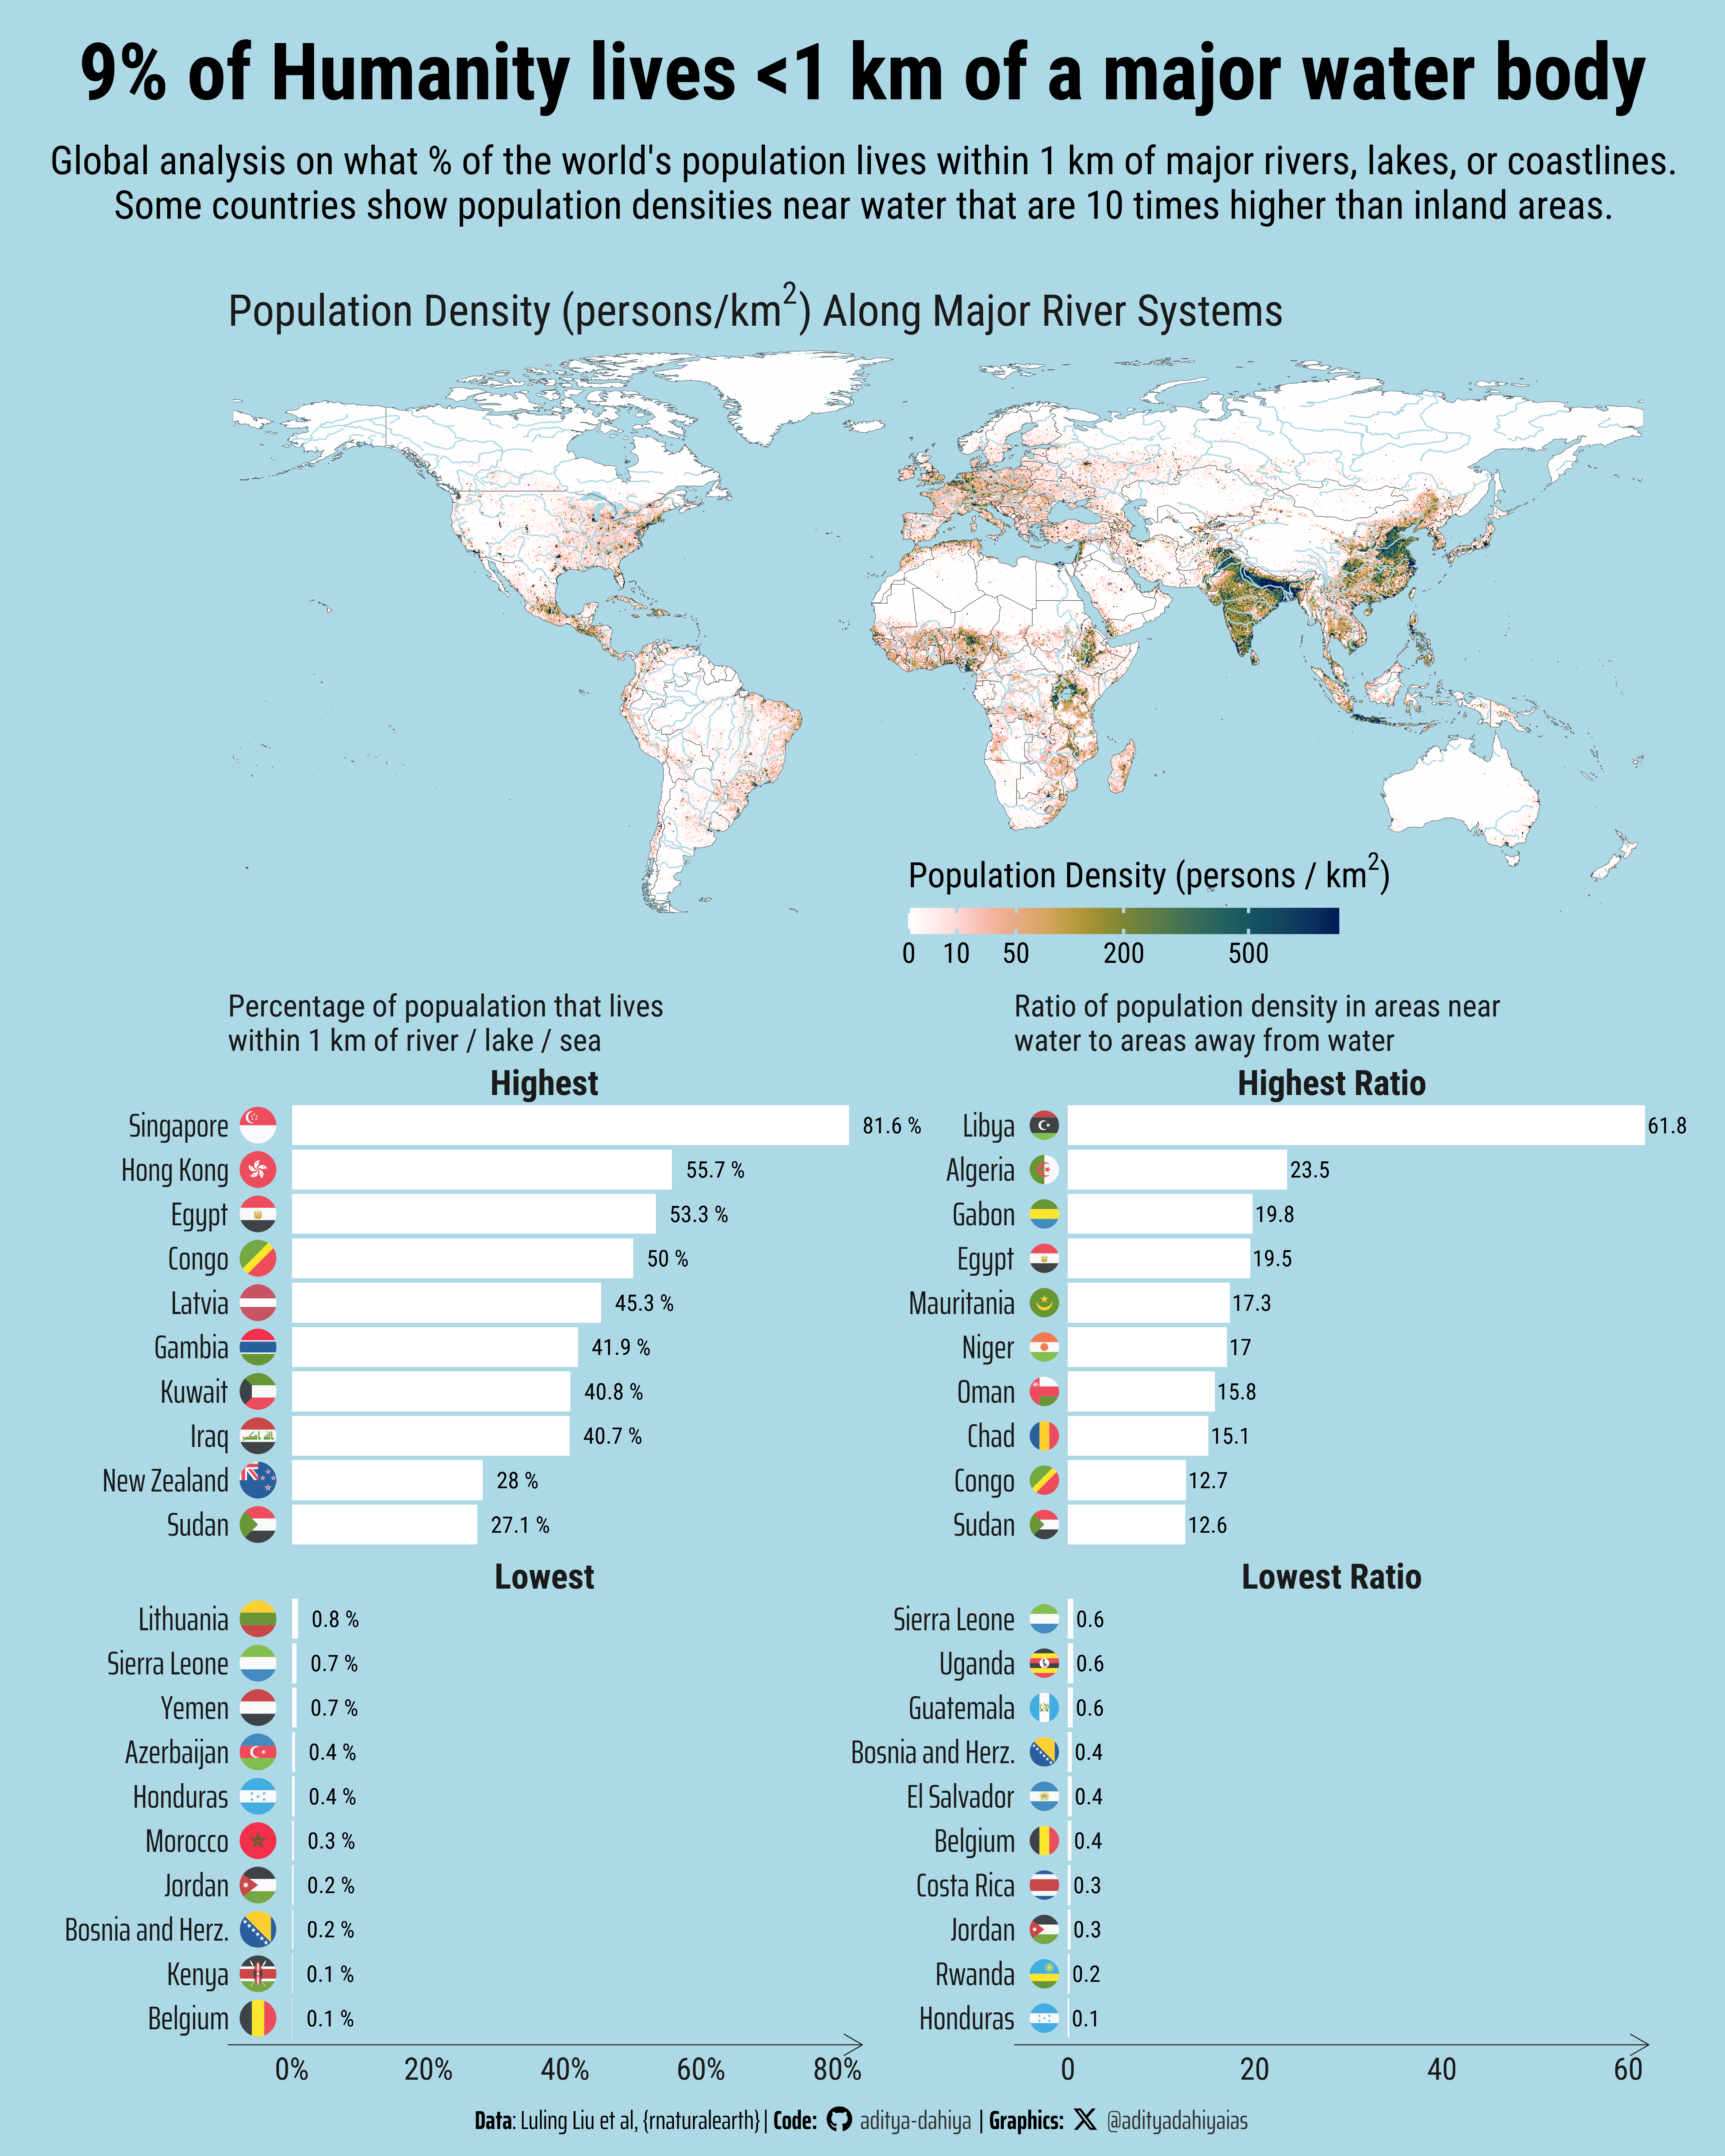 9% of Humanity lives <1 km of a major water body
Global analysis on what % of the world's population lives within 1 km of major rivers, lakes, or coastlines.
Some countries show population densities near water that are 10 times higher than inland areas.
Population Density (persons/km²) Along Major River Systems
Population Density (persons / km²)
0 10 50 200 500
Percentage of popualation that lives
within 1 km of river / lake / sea
Highest
Singapore 81.6 %
Hong Kong 55.7 %
Egypt 53.3 %
Congo 50 %
Latvia 45.3 %
Gambia 41.9 %
Kuwait 40.8 %
Iraq 40.7 %
New Zealand 28 %
Sudan 27.1 %
Lowest
Lithuania 0.8 %
Sierra Leone 0.7 %
Yemen 0.7 %
Azerbaijan 0.4 %
Honduras 0.4 %
Morocco 0.3 %
Jordan 0.2 %
Bosnia and Herz. 0.2 %
Kenya 0.1 %
Belgium 0.1 %
0% 20% 40% 60% 80%
Ratio of population density in areas near
water to areas away from water
Highest Ratio
Libya 61.8
Algeria 23.5
Gabon 19.8
Egypt 19.5
Mauritania 17.3
Niger 17
Oman 15.8
Chad 15.1
Congo 12.7
Sudan 12.6
Lowest Ratio
Sierra Leone 0.6
Uganda 0.6
Guatemala 0.6
Bosnia and Herz. 0.4
El Salvador 0.4
Belgium 0.4
Costa Rica 0.3
Jordan 0.3
Rwanda 0.2
Honduras 0.1
0 20 40 60
Data: Luling Liu et al, {rnaturalearth} | Code: aditya-dahiya | Graphics: @adityadahiyaias